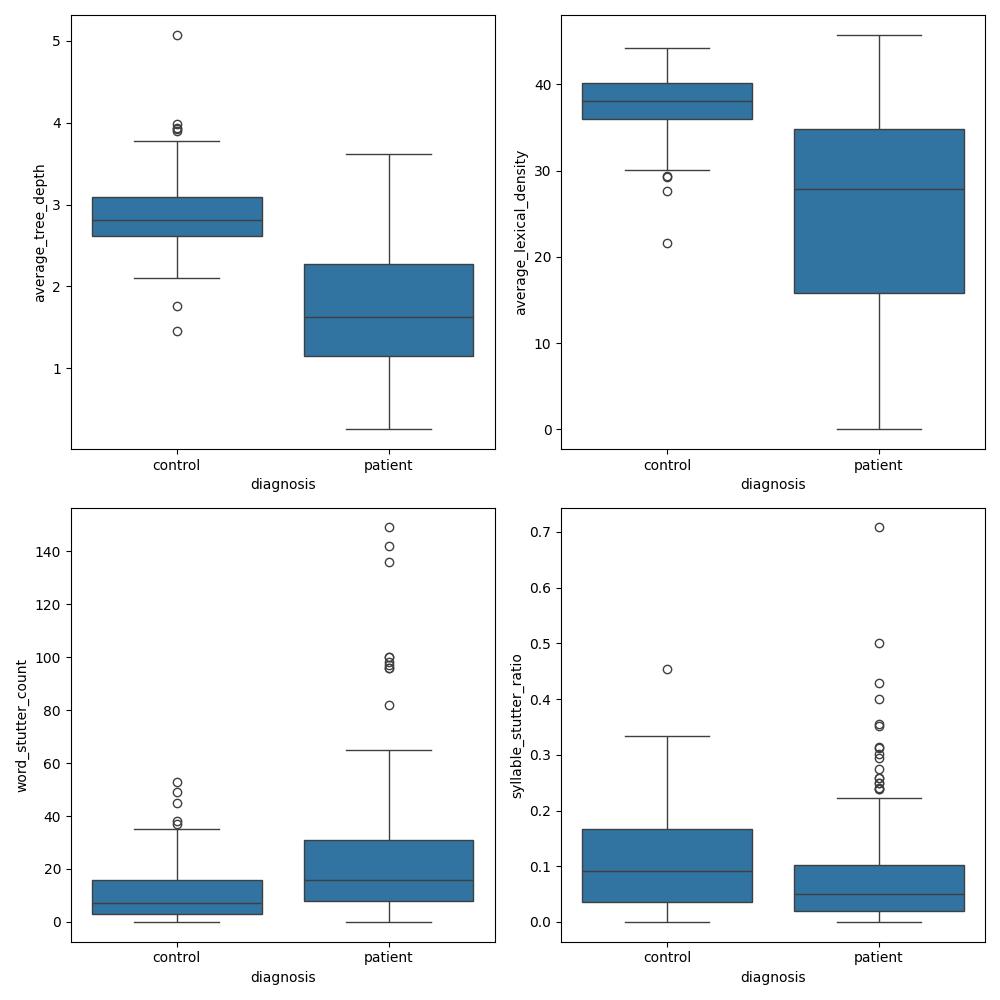 average_tree_depth
5
4
3
2
1
control
patient
diagnosis
average_lexical_density
40
30
20
10
0
control
patient
diagnosis
word_stutter_count
140
120
100
80
60
40
20
0
control
patient
diagnosis
syllable_stutter_ratio
0.7
0.6
0.5
0.4
0.3
0.2
0.1
0.0
control
patient
diagnosis